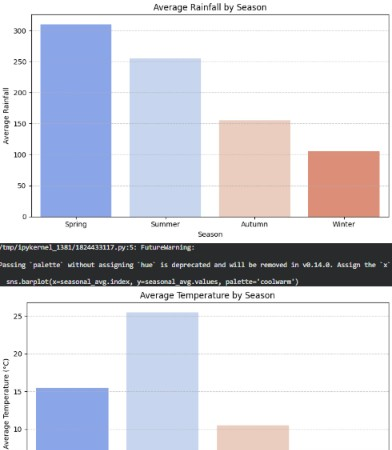 Average Rainfall by Season
300
250
200
150
100
50
0
Average Rainfall
Spring Summer Autumn Winter
Season
/tmp/ipykernel_1381/1824433117.py:5: FutureWarning:
Passing `palette` without assigning `hue` is deprecated and will be removed in v0.14.0. Assign the `x`
sns.barplot(x=seasonal_avg.index, y=seasonal_avg.values, palette='coolwarm')
Average Temperature by Season
25
20
15
10
Average Temperature (°C)